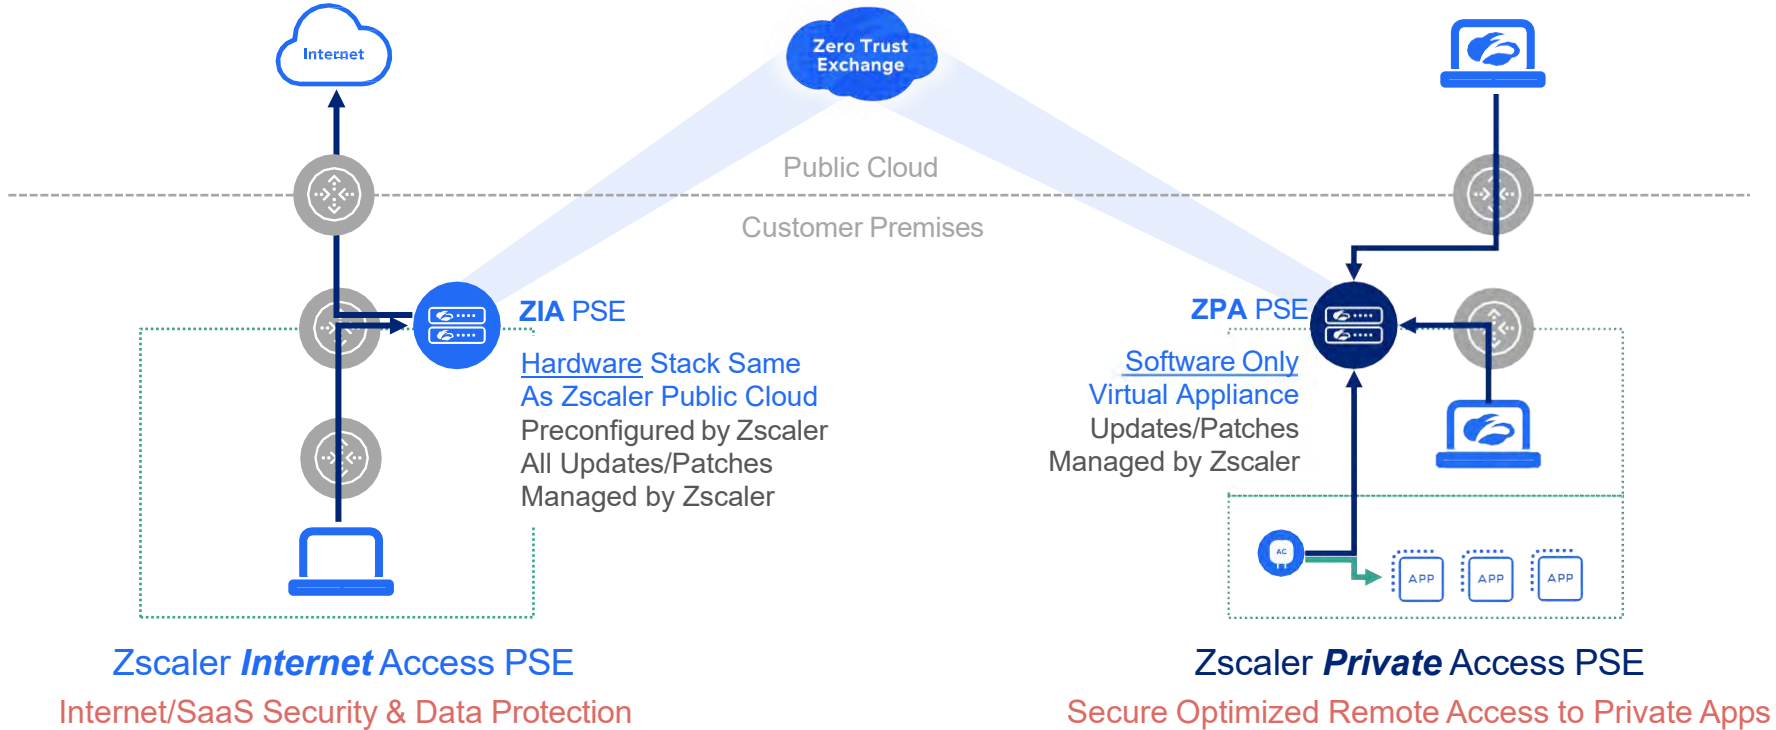 Internet
Zero Trust
Exchange
Public Cloud
Customer Premises
ZIA PSE
Hardware Stack Same
As Zscaler Public Cloud
Preconfigured by Zscaler
All Updates/Patches
Managed by Zscaler
ZPA PSE
Software Only
Virtual Appliance
Updates/Patches
Managed by Zscaler
AC
APP
APP
APP
Zscaler Internet Access PSE
Internet/SaaS Security & Data Protection
Zscaler Private Access PSE
Secure Optimized Remote Access to Private Apps